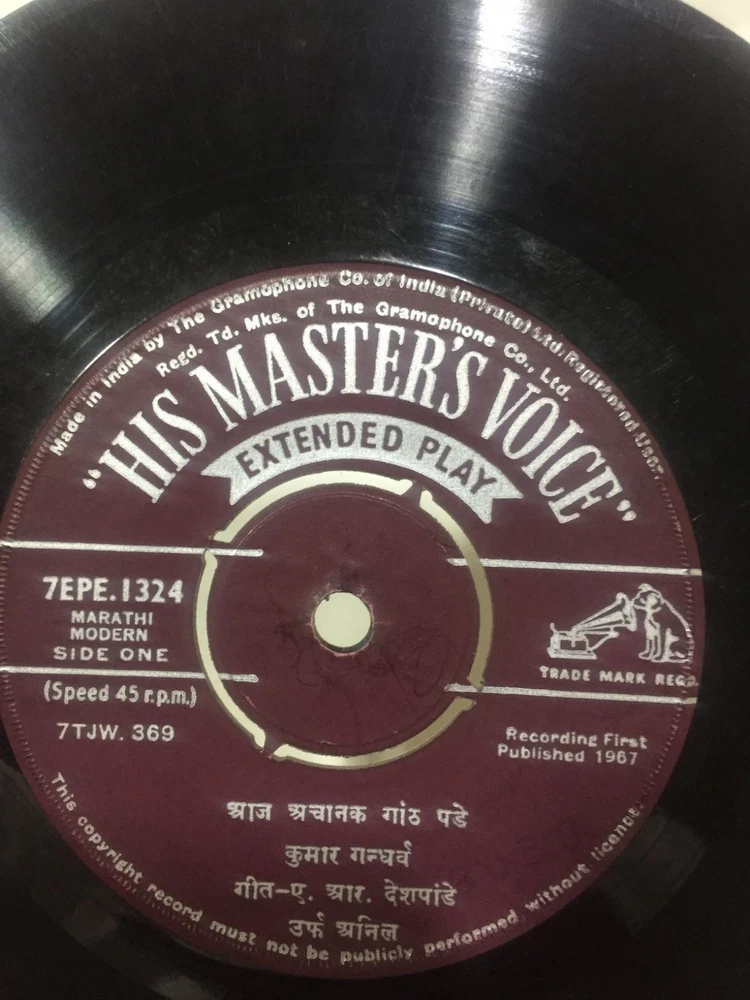 Made in India by The Gramophone Co. of India (Private) Ltd. Registered User.
Regd. Td. Mks. of The Gramophone Co., Ltd.
"HIS MASTER'S VOICE"
EXTENDED PLAY
7EPE.1324
MARATHI
MODERN
SIDE ONE
(Speed 45 r.p.m.)
7TJW. 369
TRADE MARK REGD.
Recording First
Published 1967
आज अचानक गांठ पडे
कुमार गन्धर्व
गीत-ए. आर. देशपांडे
उर्फ अनिल
This copyright record must not be publicly performed without licence.